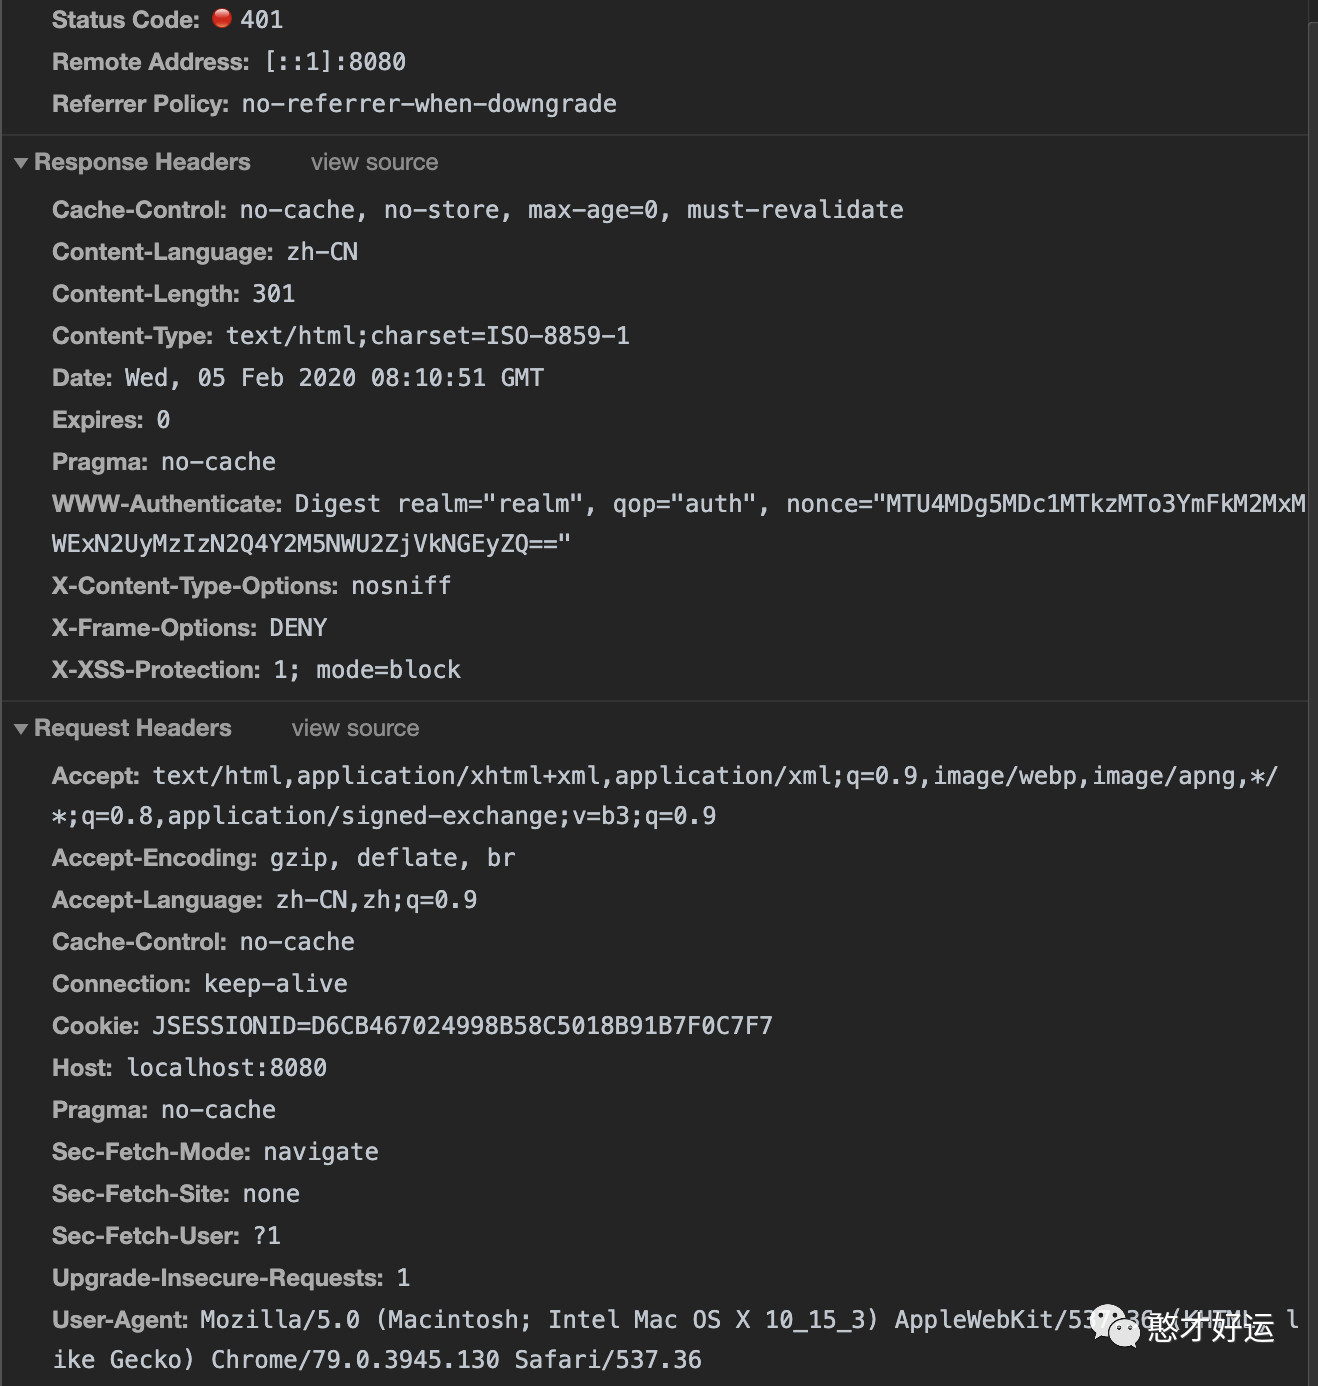 Status Code: 401
Remote Address: [::1]:8080
Referrer Policy: no-referrer-when-downgrade
Response Headers view source
Cache-Control: no-cache, no-store, max-age=0, must-revalidate
Content-Language: zh-CN
Content-Length: 301
Content-Type: text/html;charset=ISO-8859-1
Date: Wed, 05 Feb 2020 08:10:51 GMT
Expires: 0
Pragma: no-cache
WWW-Authenticate: Digest realm="realm", qop="auth", nonce="MTU4MDg5MDc1MTkzMTo3YmFkM2MxM
WExN2UyMzIzN2Q4Y2M5NWU2ZjVkNGEyZQ=="
X-Content-Type-Options: nosniff
X-Frame-Options: DENY
X-XSS-Protection: 1; mode=block
Request Headers view source
Accept: text/html,application/xhtml+xml,application/xml;q=0.9,image/webp,image/apng,*/
*;q=0.8,application/signed-exchange;v=b3;q=0.9
Accept-Encoding: gzip, deflate, br
Accept-Language: zh-CN,zh;q=0.9
Cache-Control: no-cache
Connection: keep-alive
Cookie: JSESSIONID=D6CB467024998B58C5018B91B7F0C7F7
Host: localhost:8080
Pragma: no-cache
Sec-Fetch-Mode: navigate
Sec-Fetch-Site: none
Sec-Fetch-User: ?1
Upgrade-Insecure-Requests: 1
User-Agent: Mozilla/5.0 (Macintosh; Intel Mac OS X 10_15_3) AppleWebKit/537.36 (KHTML, l
ike Gecko) Chrome/79.0.3945.130 Safari/537.36
憨才好运